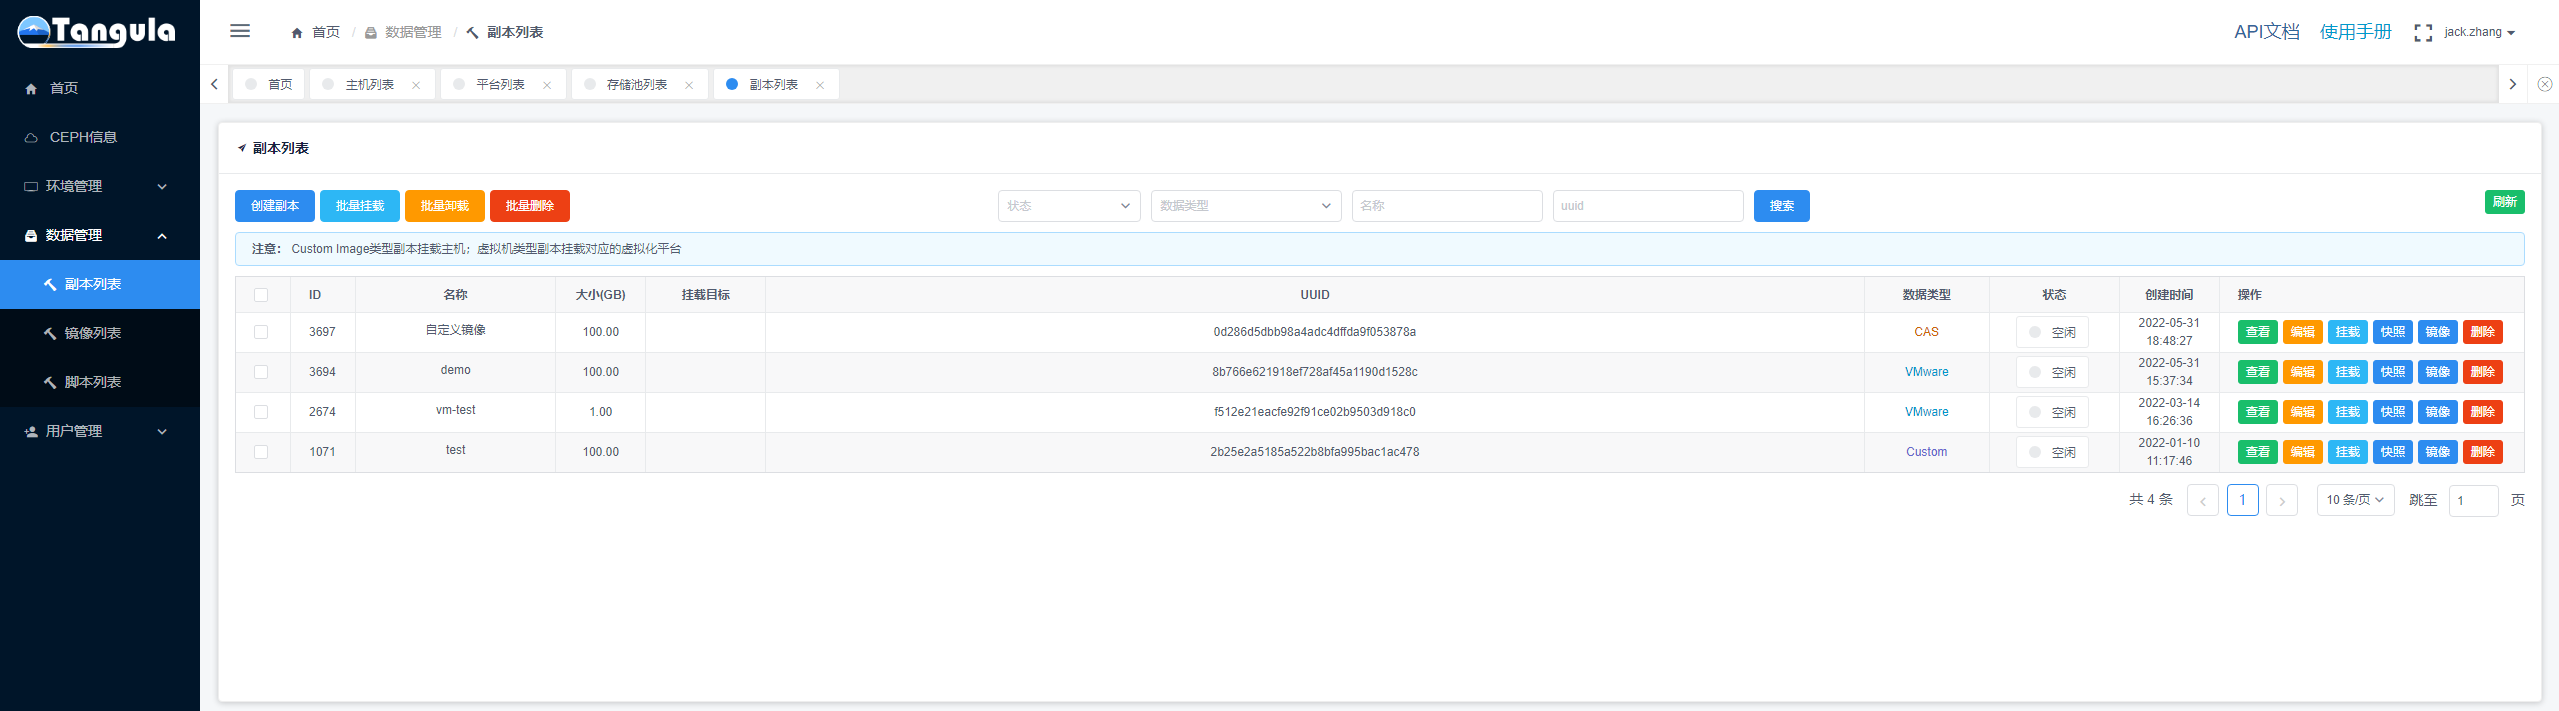 Tangula
首页 / 数据管理 / 副本列表
API文档 使用手册 jack.zhang
首页
CEPH信息
环境管理
数据管理
副本列表
镜像列表
脚本列表
用户管理
首页 主机列表 平台列表 存储池列表 副本列表
副本列表
创建副本 批量挂载 批量卸载 批量删除 状态 数据类型 名称 uuid 搜索 刷新
注意： Custom Image类型副本挂载主机；虚拟机类型副本挂载对应的虚拟化平台
ID 名称 大小(GB) 挂载目标 UUID 数据类型 状态 创建时间 操作
3697 自定义镜像 100.00 0d286d5dbb98a4adc4dffda9f053878a CAS 空闲 2022-05-31 18:48:27 查看 编辑 挂载 快照 镜像 删除
3694 demo 100.00 8b766e621918ef728af45a1190d1528c VMware 空闲 2022-05-31 15:37:34 查看 编辑 挂载 快照 镜像 删除
2674 vm-test 1.00 f512e21eacfe92f91ce02b9503d918c0 VMware 空闲 2022-03-14 16:26:36 查看 编辑 挂载 快照 镜像 删除
1071 test 100.00 2b25e2a5185a522b8bfa995bac1ac478 Custom 空闲 2022-01-10 11:17:46 查看 编辑 挂载 快照 镜像 删除
共 4 条 1 10 条/页 跳至 1 页